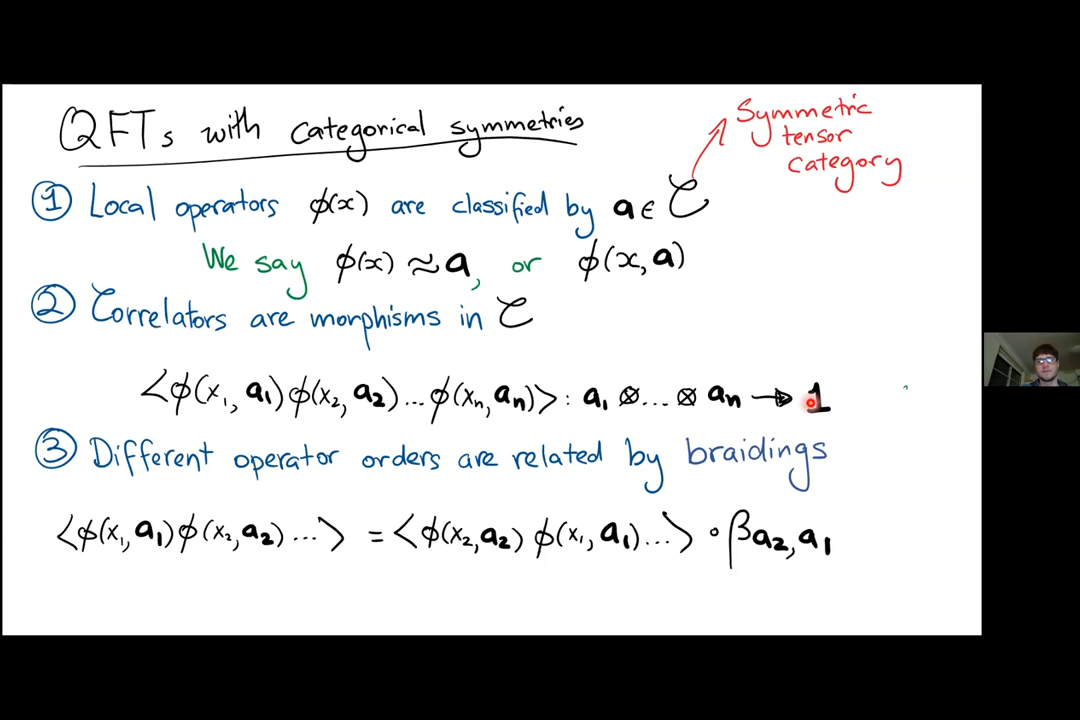 QFTs with categorical symmetries
Symmetric
tensor
category
① Local operators ϕ(x) are classified by a ∈ 𝒞
We say ϕ(x) ≈ a, or ϕ(x, a)
② Correlators are morphisms in 𝒞
<ϕ(x₁, a₁) ϕ(x₂, a₂) ... ϕ(xₙ, aₙ)> : a₁ ⊗ ... ⊗ aₙ → 1
③ Different operator orders are related by braidings
<ϕ(x₁, a₁) ϕ(x₂, a₂) ...> = <ϕ(x₂, a₂) ϕ(x₁, a₁) ...> ∘ β a₂, a₁